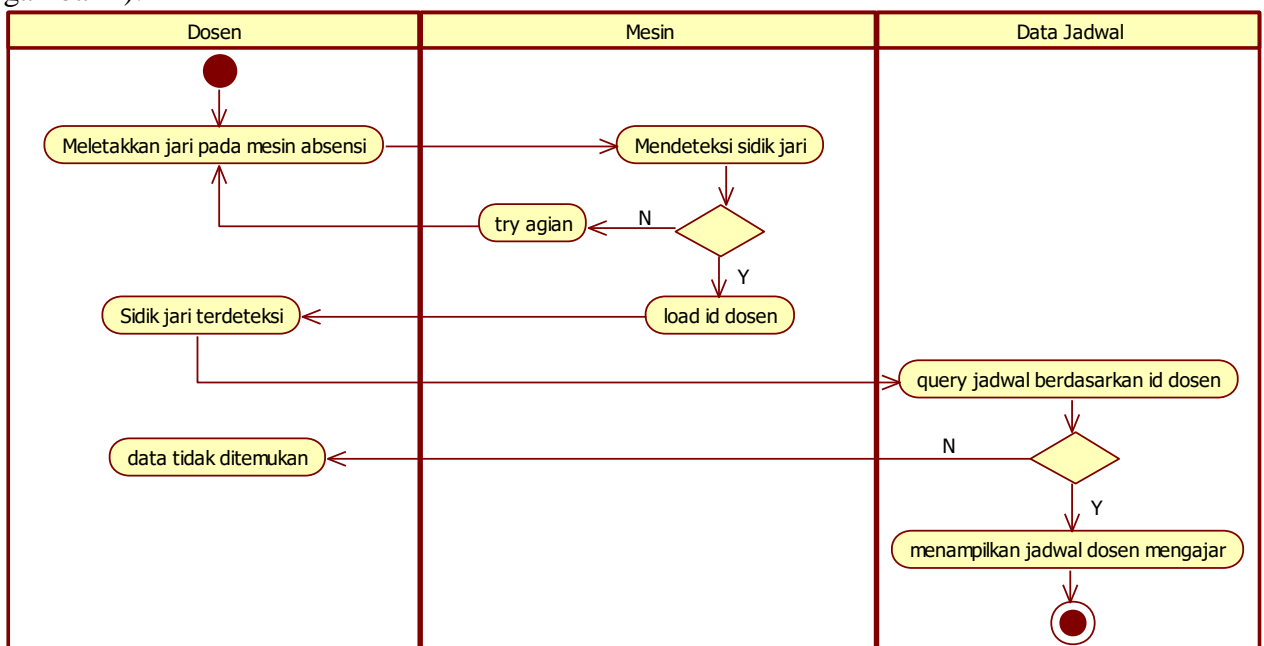 Dosen
Mesin
Data Jadwal
Meletakkan jari pada mesin absensi
Mendeteksi sidik jari
try agian
N
Y
Sidik jari terdeteksi
load id dosen
query jadwal berdasarkan id dosen
data tidak ditemukan
N
Y
menampilkan jadwal dosen mengajar